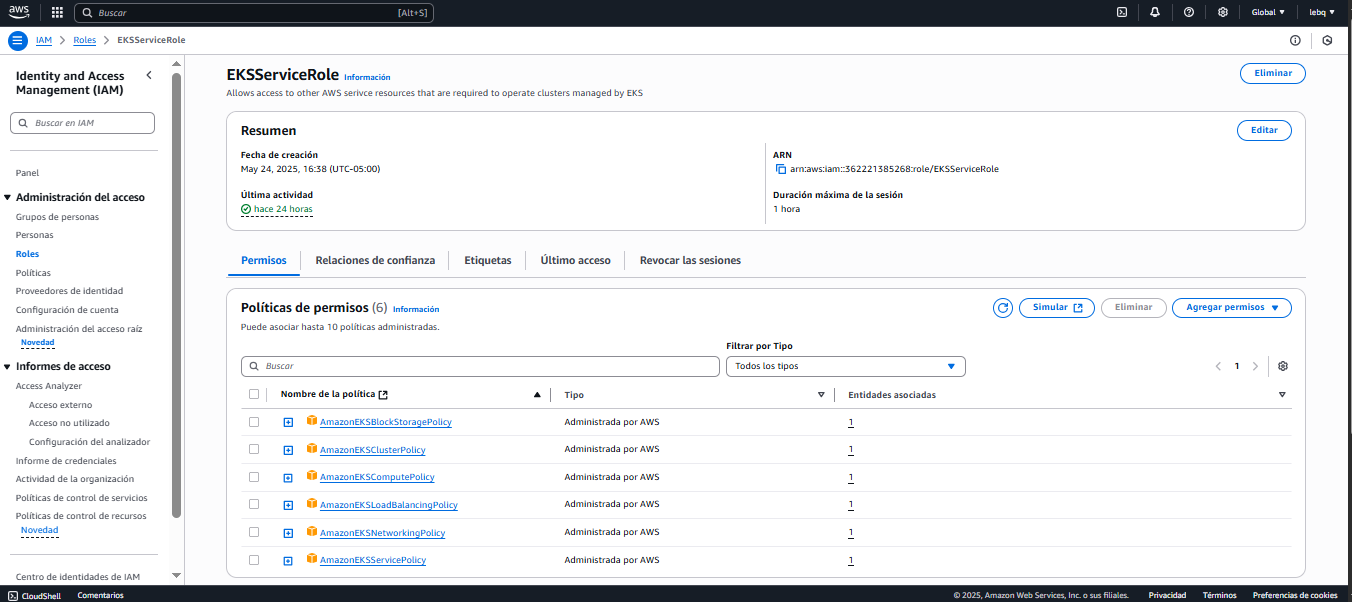 aws
Buscar [Alt+S] Global lebq
IAM > Roles > EKSServiceRole
Identity and Access
Management (IAM)
Buscar en IAM
Panel
Administración del acceso
Grupos de personas
Personas
Roles
Políticas
Proveedores de identidad
Configuración de cuenta
Administración del acceso raíz
Novedad
Informes de acceso
Access Analyzer
Acceso externo
Acceso no utilizado
Configuración del analizador
Informe de credenciales
Actividad de la organización
Políticas de control de servicios
Políticas de control de recursos
Novedad
Centro de identidades de IAM
EKSServiceRole Información
Eliminar
Allows access to other AWS serivce resources that are required to operate clusters managed by EKS
Resumen
Editar
Fecha de creación
May 24, 2025, 16:38 (UTC-05:00)
Última actividad
hace 24 horas
ARN
arn:aws:iam::362221385268:role/EKSServiceRole
Duración máxima de la sesión
1 hora
Permisos Relaciones de confianza Etiquetas Último acceso Revocar las sesiones
Políticas de permisos (6) Información
Simular Eliminar Agregar permisos
Puede asociar hasta 10 políticas administradas.
Filtrar por Tipo
Buscar Todos los tipos 1
Nombre de la política Tipo Entidades asociadas
AmazonEKSBlockStoragePolicy Administrada por AWS 1
AmazonEKSClusterPolicy Administrada por AWS 1
AmazonEKSComputePolicy Administrada por AWS 1
AmazonEKSLoadBalancingPolicy Administrada por AWS 1
AmazonEKSNetworkingPolicy Administrada por AWS 1
AmazonEKSServicePolicy Administrada por AWS 1
CloudShell Comentarios © 2025, Amazon Web Services, Inc. o sus filiales. Privacidad Términos Preferencias de cookies